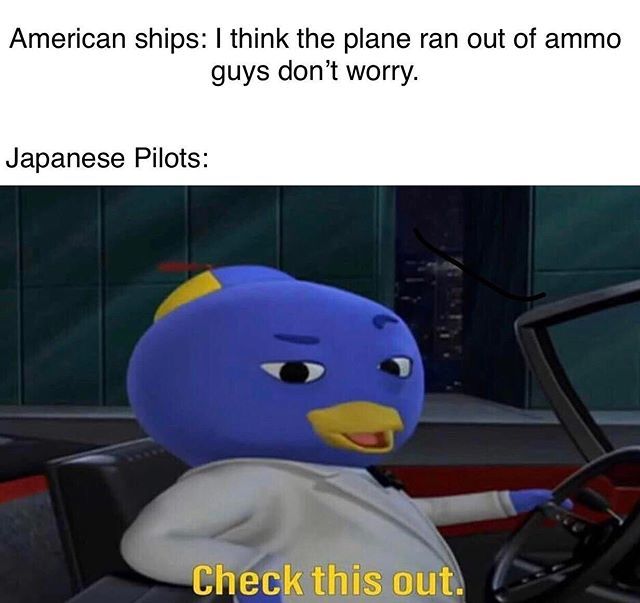 American ships: I think the plane ran out of ammo
guys don’t worry.
Japanese Pilots:
Check this out.